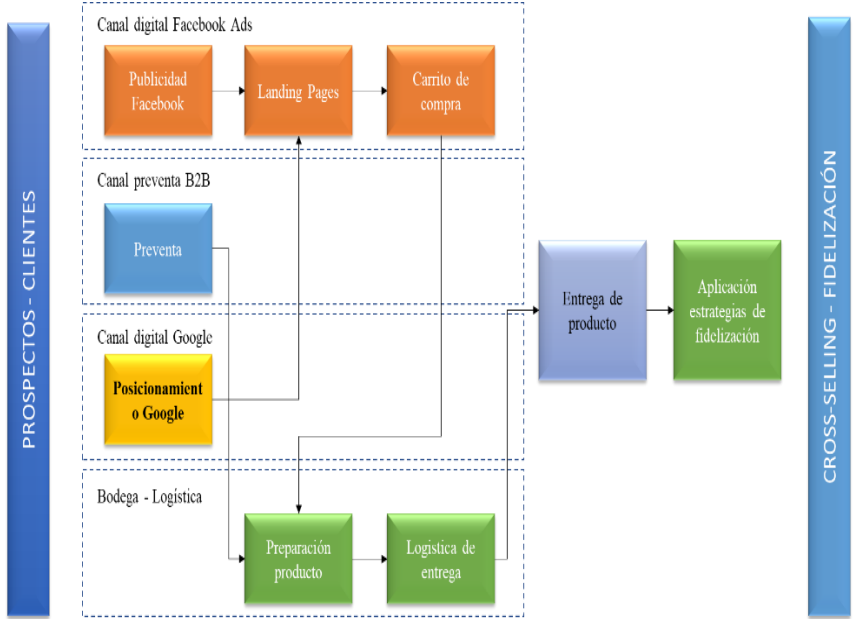 PROSPECTOS - CLIENTES
Canal digital Facebook Ads
Publicidad
Facebook
Landing Pages
Carrito de
compra
Canal preventa B2B
Preventa
Canal digital Google
Posicionamient
o Google
Bodega - Logística
Preparación
producto
Logistica de
entrega
Entrega de
producto
Aplicación
estrategias de
fidelización
CROSS-SELLING - FIDELIZACIÓN